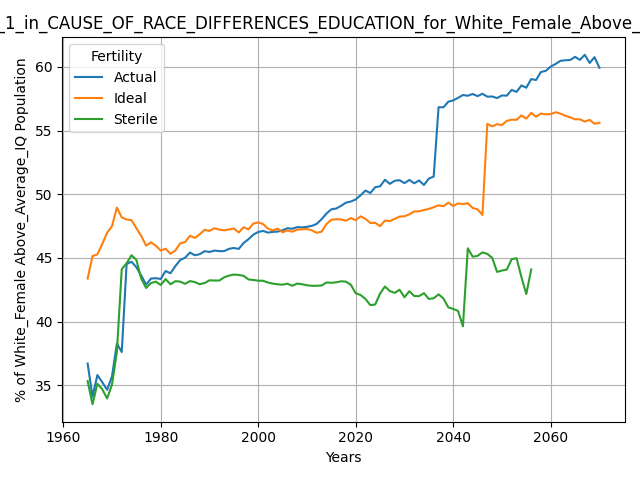 _1_in_CAUSE_OF_RACE_DIFFERENCES_EDUCATION_for_White_Female_Above_
Fertility
Actual
Ideal
Sterile
% of White_Female Above_Average_IQ Population
60
55
50
45
40
35
1960
1980
2000
2020
2040
2060
Years